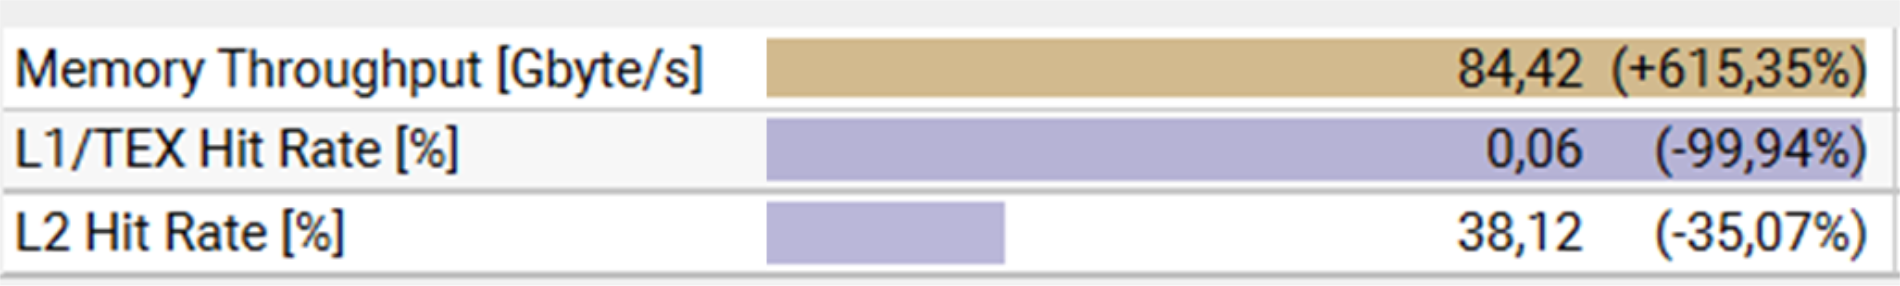 Memory Throughput [Gbyte/s] 84,42 (+615,35%)
L1/TEX Hit Rate [%] 0,06 (-99,94%)
L2 Hit Rate [%] 38,12 (-35,07%)